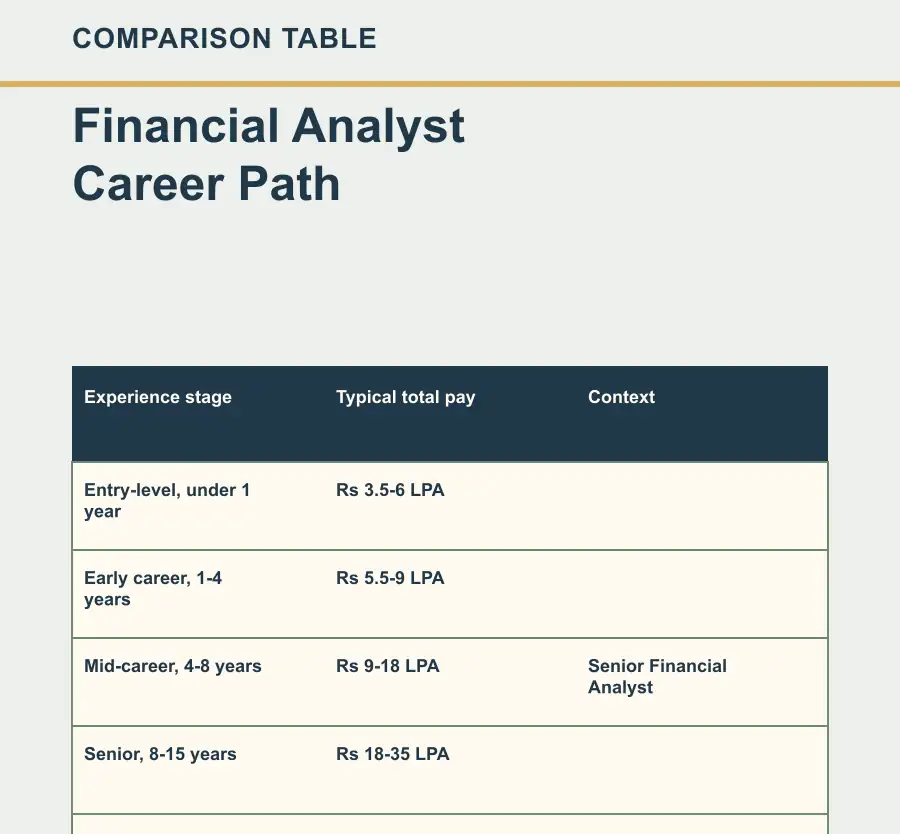 COMPARISON TABLE
Financial Analyst
Career Path
Experience stage
Typical total pay
Context
Entry-level, under 1
year
Rs 3.5-6 LPA
Early career, 1-4
years
Rs 5.5-9 LPA
Mid-career, 4-8 years
Rs 9-18 LPA
Senior Financial
Analyst
Senior, 8-15 years
Rs 18-35 LPA